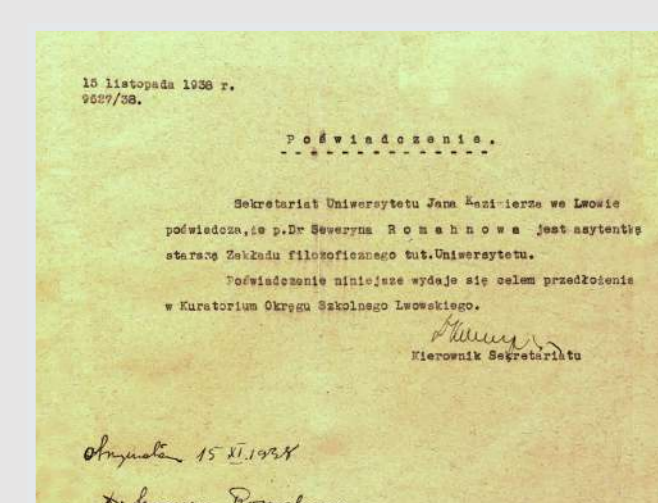 15 listopada 1938 r.
9627/38.
Poświadczenie.
Sekretariat Uniwersytetu Jana Kazimierza we Lwowie
poświadcza,że p.Dr Seweryna Romahnowa jest asytentką
starszą Zakładu filozoficznego tut.Uniwersytetu.
Poświadczenie niniejsze wydaje się celem przedłożenia
w Kuratorium Okręgu Szkolnego Lwowskiego.
Kierownik Sekretariatu
otrzymałam 15 XI.1938